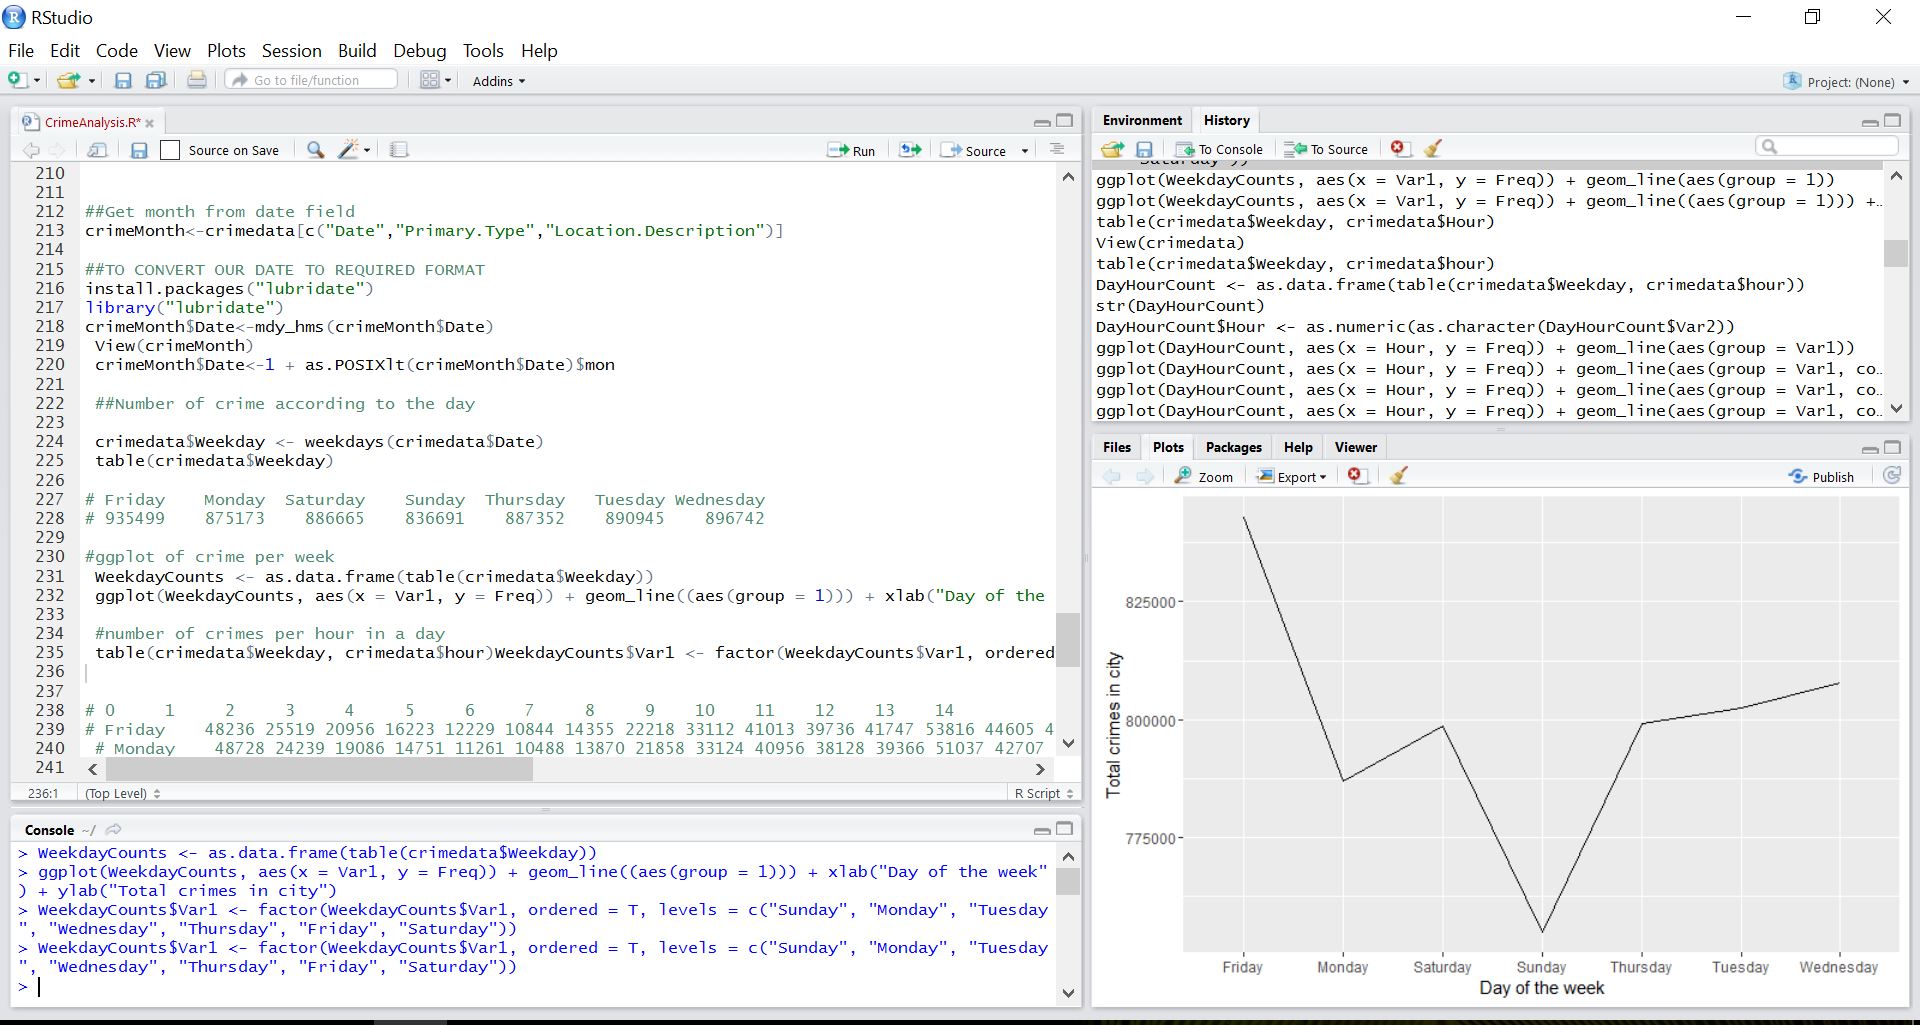 RStudio
File Edit Code View Plots Session Build Debug Tools Help
Go to file/function Addins Project: (None)
CrimeAnalysis.R*
Source on Save Run Source
210
211
212 ##Get month from date field
213 crimeMonth<-crimedata[c("Date","Primary.Type","Location.Description")]
214
215 ##TO CONVERT OUR DATE TO REQUIRED FORMAT
216 install.packages("lubridate")
217 library("lubridate")
218 crimeMonth$Date<-mdy_hms(crimeMonth$Date)
219 View(crimeMonth)
220 crimeMonth$Date<-1 + as.POSIXlt(crimeMonth$Date)$mon
221
222 ##Number of crime according to the day
223
224 crimedata$Weekday <- weekdays(crimedata$Date)
225 table(crimedata$Weekday)
226
227 # Friday Monday Saturday Sunday Thursday Tuesday Wednesday
228 # 935499 875173 886665 836691 887352 890945 896742
229
230 #ggplot of crime per week
231 WeekdayCounts <- as.data.frame(table(crimedata$Weekday))
232 ggplot(WeekdayCounts, aes(x = Var1, y = Freq)) + geom_line((aes(group = 1))) + xlab("Day of the
233
234 #number of crimes per hour in a day
235 table(crimedata$Weekday, crimedata$hour)WeekdayCounts$Var1 <- factor(WeekdayCounts$Var1, ordered
236
237
238 # 0 1 2 3 4 5 6 7 8 9 10 11 12 13 14
239 # Friday 48236 25519 20956 16223 12229 10844 14355 22218 33112 41013 39736 41747 53816 44605 4
240 # Monday 48728 24239 19086 14751 11261 10488 13870 21858 33124 40956 38128 39366 51037 42707
241
236:1 (Top Level) R Script
Console ~/
> WeekdayCounts <- as.data.frame(table(crimedata$Weekday))
> ggplot(WeekdayCounts, aes(x = Var1, y = Freq)) + geom_line((aes(group = 1))) + xlab("Day of the week"
) + ylab("Total crimes in city")
> WeekdayCounts$Var1 <- factor(WeekdayCounts$Var1, ordered = T, levels = c("Sunday", "Monday", "Tuesday
", "Wednesday", "Thursday", "Friday", "Saturday"))
> WeekdayCounts$Var1 <- factor(WeekdayCounts$Var1, ordered = T, levels = c("Sunday", "Monday", "Tuesday
", "Wednesday", "Thursday", "Friday", "Saturday"))
>
Environment History
To Console To Source
ggplot(WeekdayCounts, aes(x = Var1, y = Freq)) + geom_line(aes(group = 1))
ggplot(WeekdayCounts, aes(x = Var1, y = Freq)) + geom_line((aes(group = 1))) +..
table(crimedata$Weekday, crimedata$Hour)
View(crimedata)
table(crimedata$Weekday, crimedata$hour)
DayHourCount <- as.data.frame(table(crimedata$Weekday, crimedata$hour))
str(DayHourCount)
DayHourCount$Hour <- as.numeric(as.character(DayHourCount$Var2))
ggplot(DayHourCount, aes(x = Hour, y = Freq)) + geom_line(aes(group = Var1))
ggplot(DayHourCount, aes(x = Hour, y = Freq)) + geom_line(aes(group = Var1, co..
ggplot(DayHourCount, aes(x = Hour, y = Freq)) + geom_line(aes(group = Var1, co..
ggplot(DayHourCount, aes(x = Hour, y = Freq)) + geom_line(aes(group = Var1, co..
Files Plots Packages Help Viewer
Zoom Export Publish
Total crimes in city
825000
800000
775000
Friday Monday Saturday Sunday Thursday Tuesday Wednesday
Day of the week